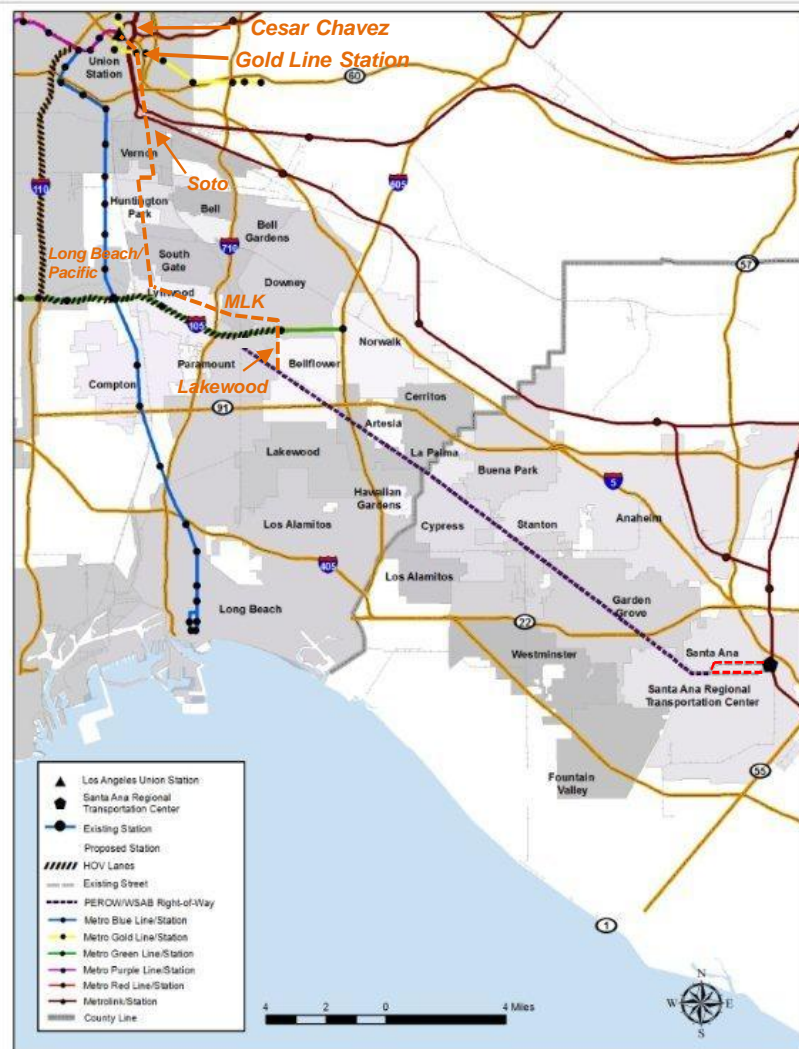 Cesar Chavez
Gold Line Station
Union
Station
60
Vernon
Soto
110
Huntington
Park
Bell
605
Bell
Gardens
Long Beach/
Pacific
South
Gate
710
57
Downey
Lynwood
MLK
105
Norwalk
Paramount
Bellflower
Compton
Lakewood
Cerritos
91
Artesia
Lakewood
La Palma
Buena Park
5
Hawaiian
Gardens
Los Alamitos
Cypress
Stanton
Anaheim
405
Los Alamitos
Long Beach
Garden
Grove
22
Westminster
Santa Ana
Santa Ana Regional
Transportation Center
55
Fountain
Valley
1
Los Angeles Union Station
Santa Ana Regional
Transportation Center
Existing Station
Proposed Station
HOV Lanes
Existing Street
PEROW/WSAB Right-of-Way
Metro Blue Line/Station
Metro Gold Line/Station
Metro Green Line/Station
Metro Purple Line/Station
Metro Red Line/Station
Metrolink/Station
County Line
4 2 0 4 Miles
N
W E
S